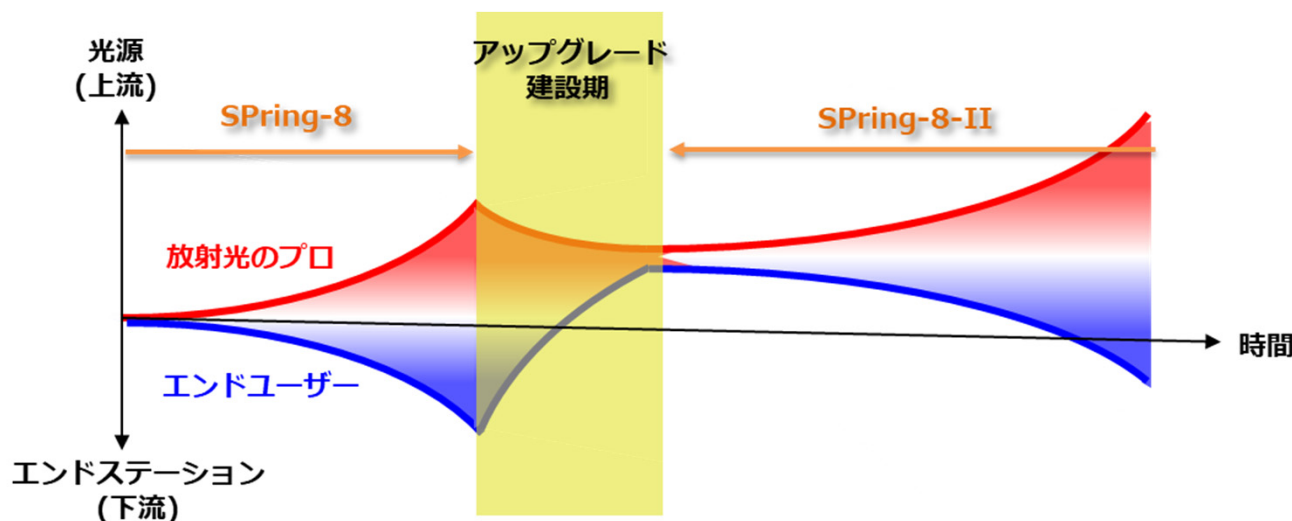 光源
(上流)
アップグレード
建設期
SPring-8
SPring-8-II
放射光のプロ
エンドユーザー
時間
エンドステーション
(下流)